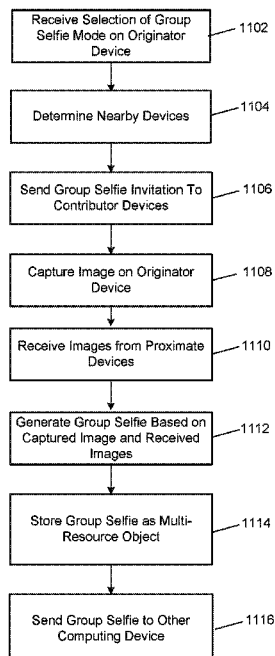 Receive Selection of Group
Selfie Mode on Originator
Device
1102
Determine Nearby Devices
1104
Send Group Selfie Invitation To
Contributor Devices
1106
Capture Image on Originator
Device
1108
Receive Images from Proximate
Devices
1110
Generate Group Selfie Based on
Captured Image and Received
Images
1112
Store Group Selfie as Multi-
Resource Object
1114
Send Group Selfie to Other
Computing Device
1116